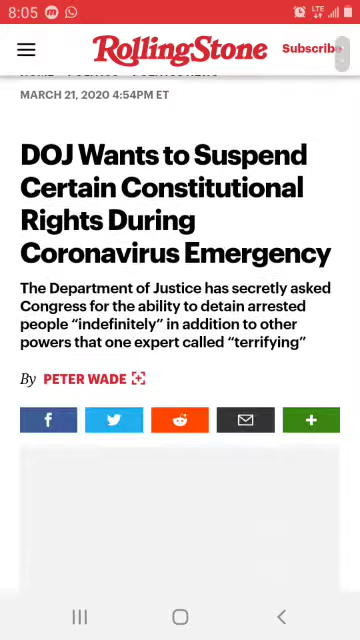 8:05
LTE
RollingStone
Subscribe
MARCH 21, 2020 4:54PM ET
DOJ Wants to Suspend
Certain Constitutional
Rights During
Coronavirus Emergency
The Department of Justice has secretly asked
Congress for the ability to detain arrested
people “indefinitely” in addition to other
powers that one expert called “terrifying”
By PETER WADE